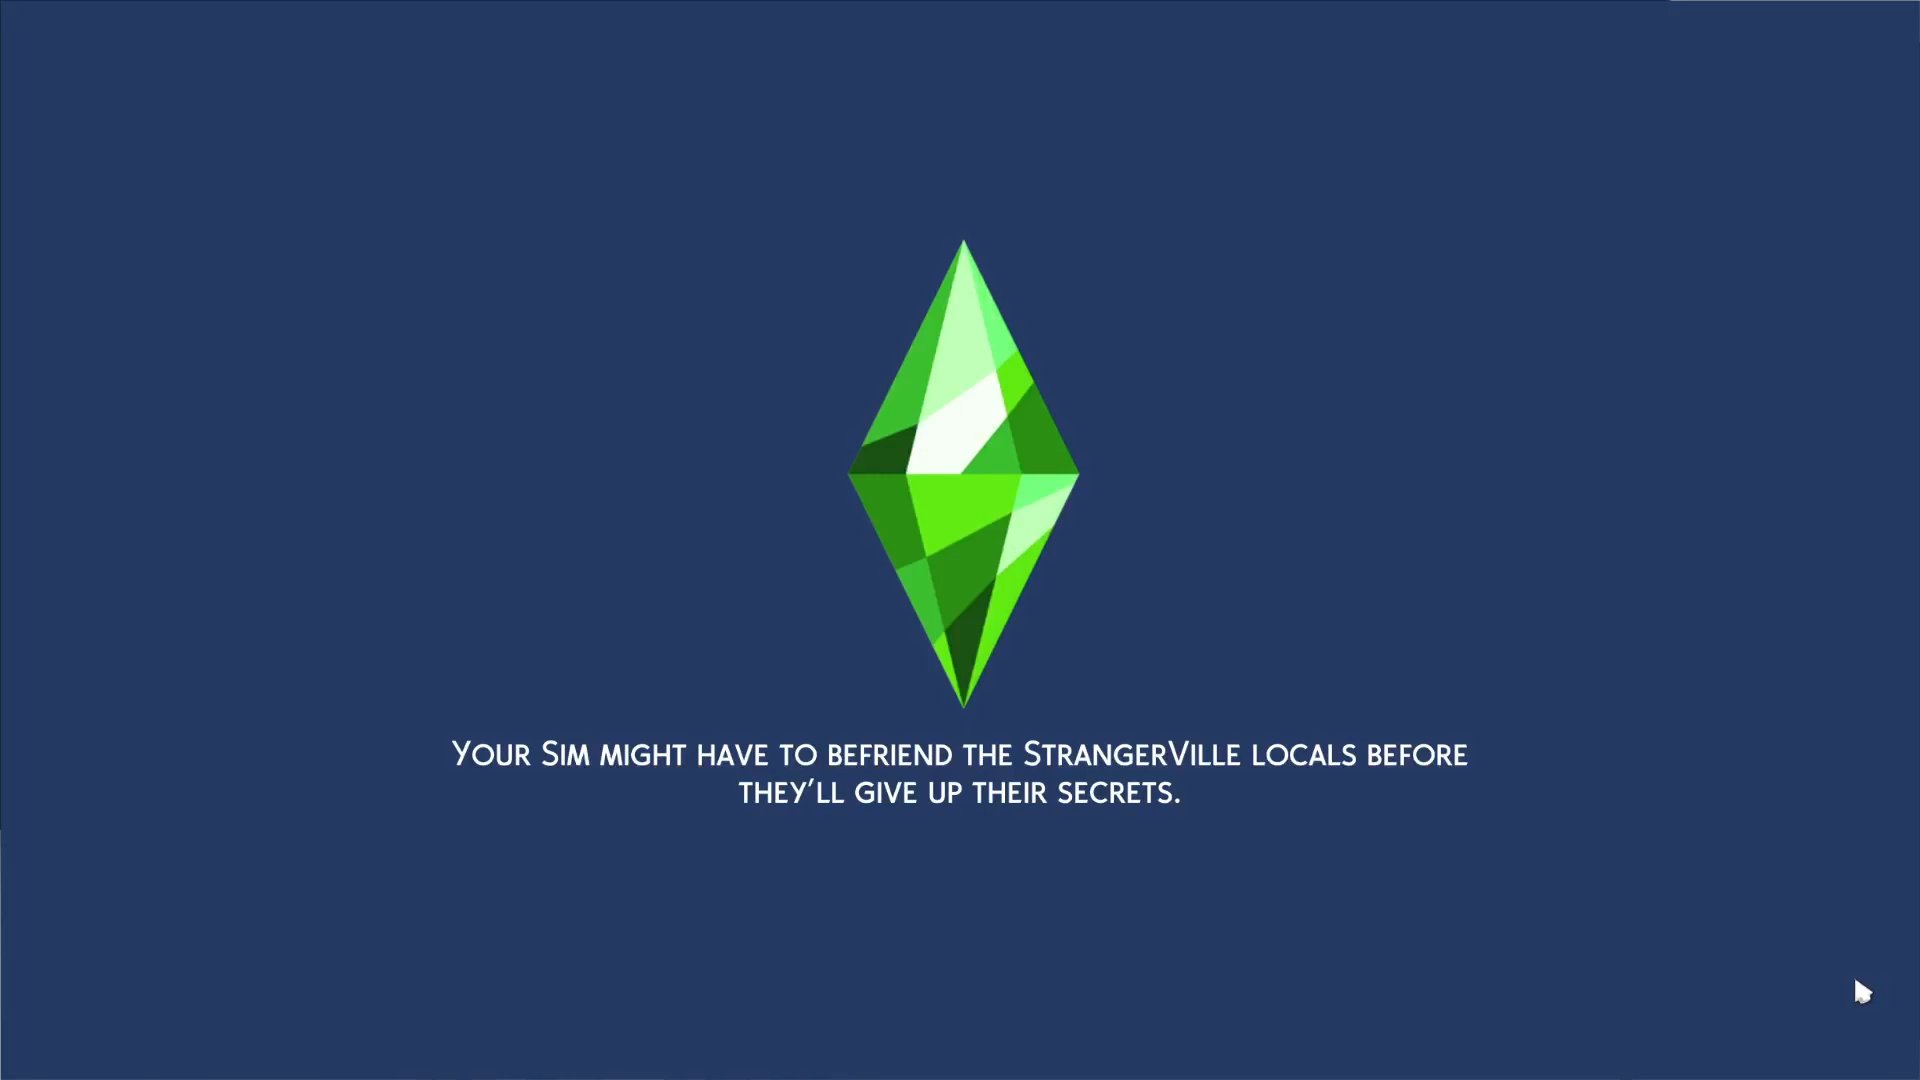 Your Sim might have to befriend the StrangerVille locals before
they'll give up their secrets.